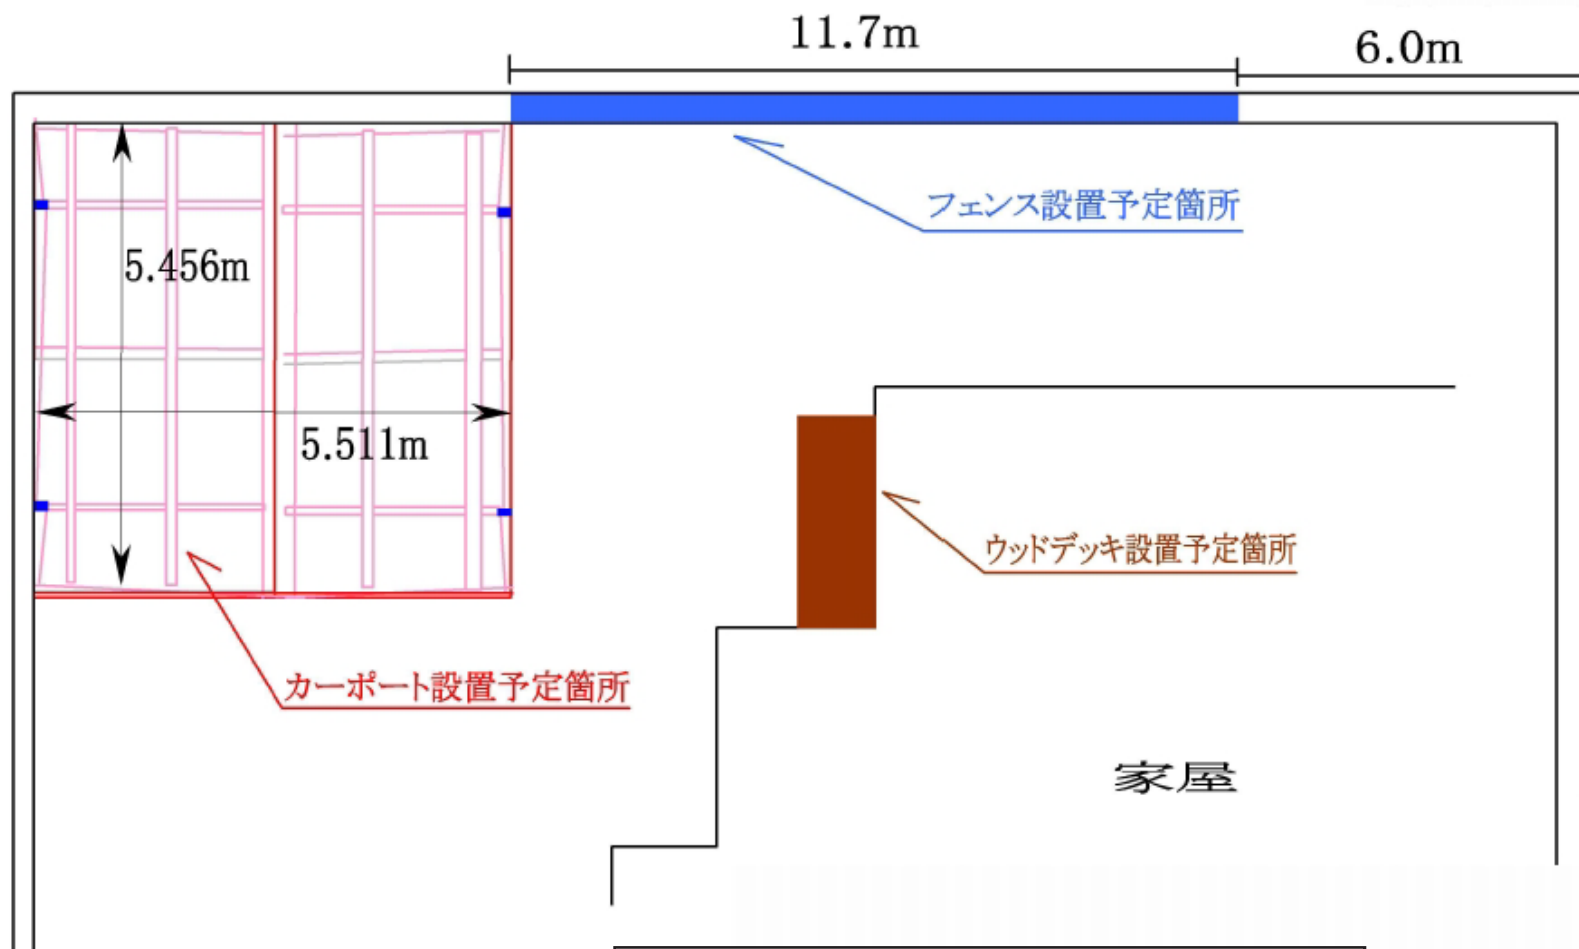 11.7m
6.0m
フェンス設置予定箇所
5.456m
5.511m
ウッドデッキ設置予定箇所
カーポート設置予定箇所
家屋